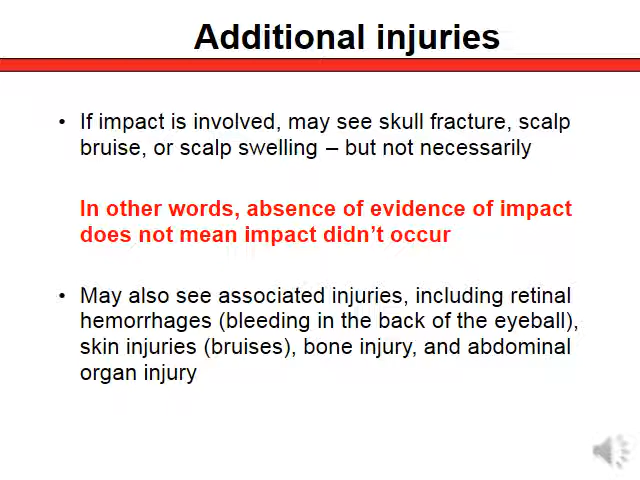 Additional injuries
• If impact is involved, may see skull fracture, scalp
bruise, or scalp swelling – but not necessarily
In other words, absence of evidence of impact
does not mean impact didn’t occur
• May also see associated injuries, including retinal
hemorrhages (bleeding in the back of the eyeball),
skin injuries (bruises), bone injury, and abdominal
organ injury